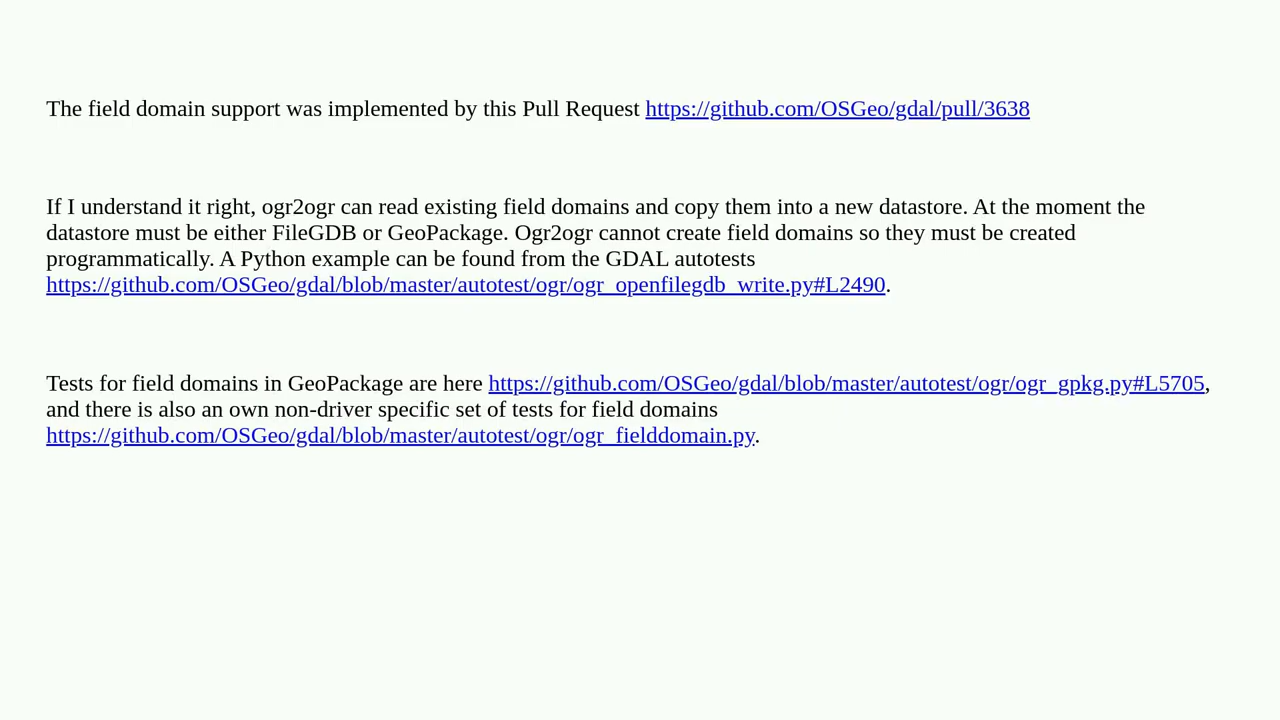 The field domain support was implemented by this Pull Request https://github.com/OSGeo/gdal/pull/3638
If I understand it right, ogr2ogr can read existing field domains and copy them into a new datastore. At the moment the
datastore must be either FileGDB or GeoPackage. Ogr2ogr cannot create field domains so they must be created
programmatically. A Python example can be found from the GDAL autotests
https://github.com/OSGeo/gdal/blob/master/autotest/ogr/ogr_openfilegdb_write.py#L2490.
Tests for field domains in GeoPackage are here https://github.com/OSGeo/gdal/blob/master/autotest/ogr/ogr_gpkg.py#L5705,
and there is also an own non-driver specific set of tests for field domains
https://github.com/OSGeo/gdal/blob/master/autotest/ogr/ogr_fielddomain.py.